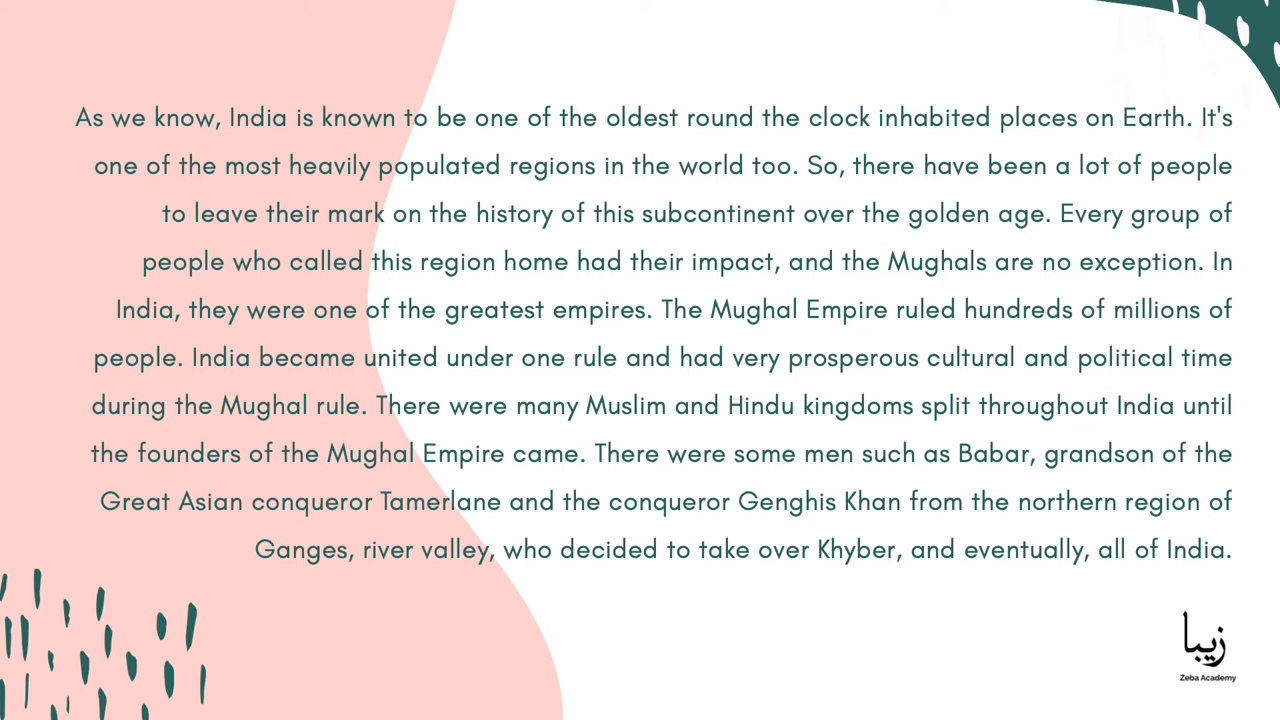 As we know, India is known to be one of the oldest round the clock inhabited places on Earth. It's
one of the most heavily populated regions in the world too. So, there have been a lot of people
to leave their mark on the history of this subcontinent over the golden age. Every group of
people who called this region home had their impact, and the Mughals are no exception. In
India, they were one of the greatest empires. The Mughal Empire ruled hundreds of millions of
people. India became united under one rule and had very prosperous cultural and political time
during the Mughal rule. There were many Muslim and Hindu kingdoms split throughout India until
the founders of the Mughal Empire came. There were some men such as Babar, grandson of the
Great Asian conqueror Tamerlane and the conqueror Genghis Khan from the northern region of
Ganges, river valley, who decided to take over Khyber, and eventually, all of India.
زیبا
Zeba Academy